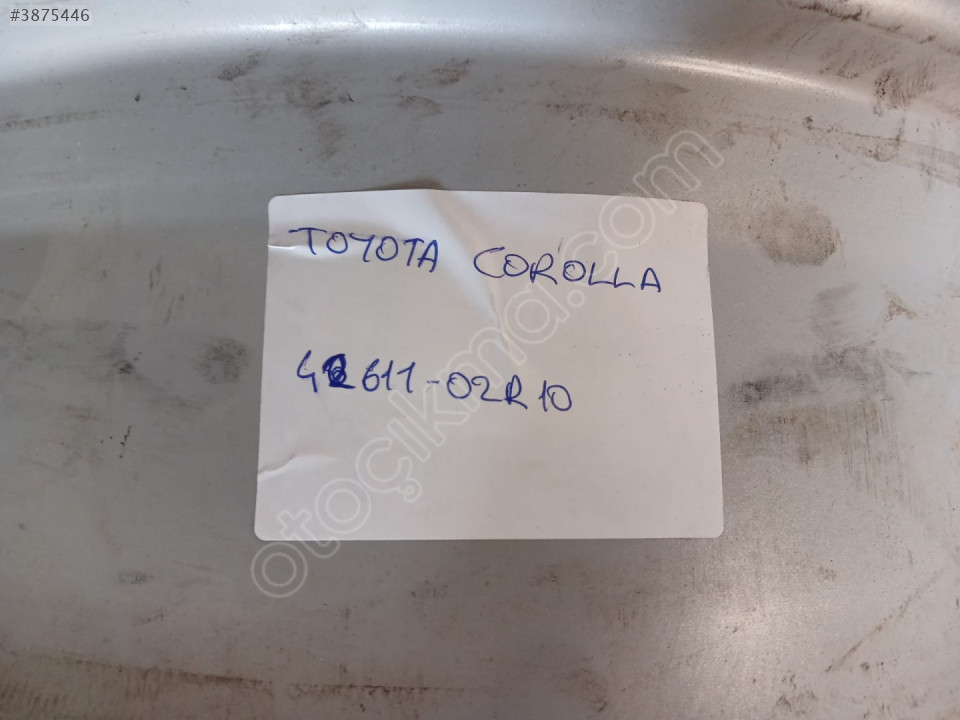 #3875446
TOYOTA COROLLA
42611-02R10
otoçıkma.com